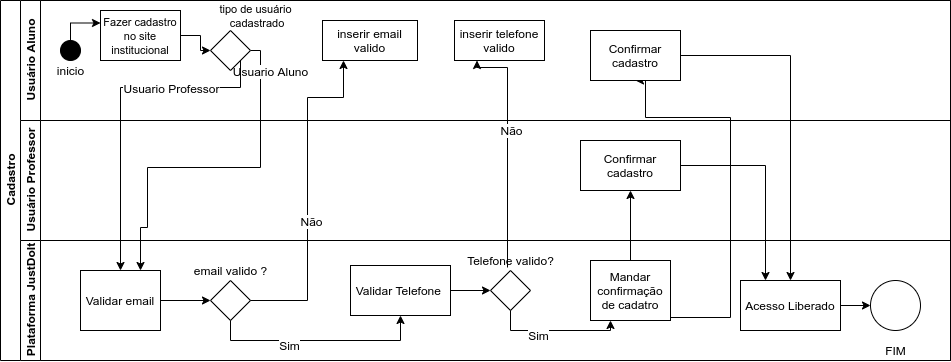 Cadastro
Usuário Aluno
Usuário Professor
Plataforma JustDoIt
inicio
Fazer cadastro
no site
institucional
tipo de usuário
cadastrado
Usuario Aluno
Usuario Professor
inserir email
valido
inserir telefone
valido
Confirmar
cadastro
Não
Não
Confirmar
cadastro
Validar email
email valido ?
Sim
Validar Telefone
Telefone valido?
Sim
Mandar
confirmação
de cadatro
Acesso Liberado
FIM